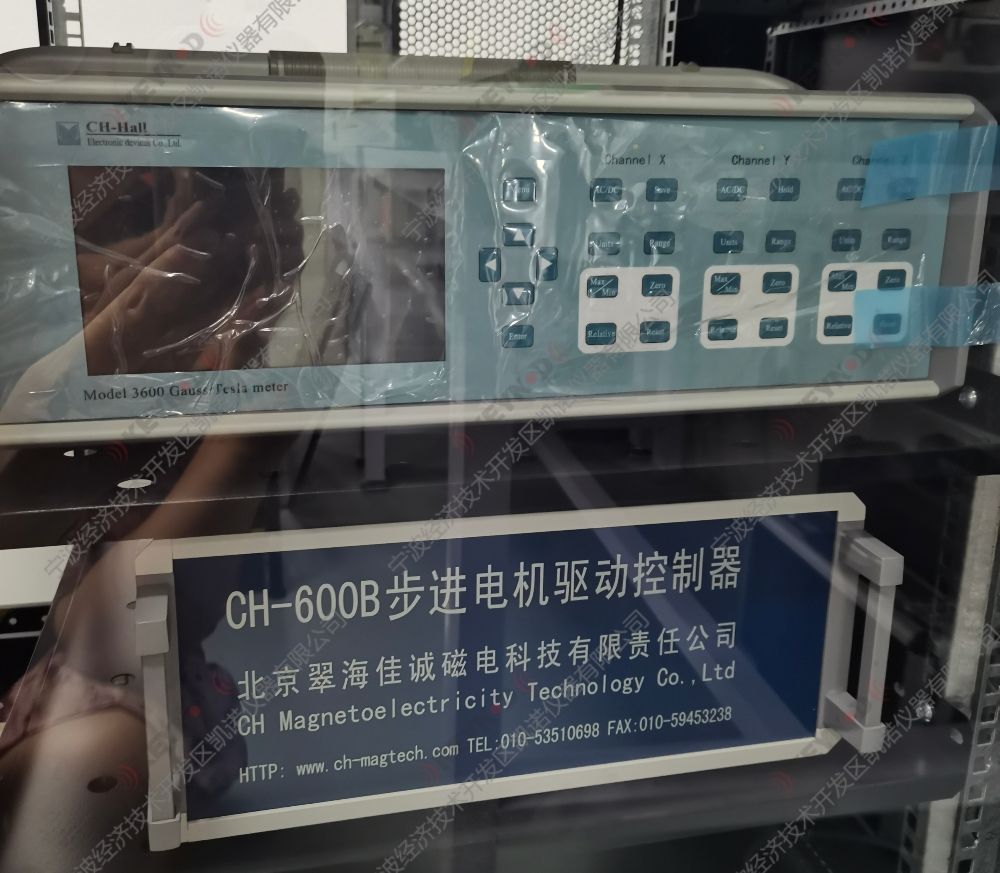 CH-Hall
Electronic devices Co., Ltd.
Channel X
Channel Y
Menu
AC/DC
Save
AC/DC
Hold
AC/DC
Units
Range
Units
Range
Units
Range
Max Min
Zero
Max Min
Zero
Max Min
Zero
Enter
Relative
Reset
Relative
Reset
Relative
Model 3600 Gauss/Tesla meter
CH-600B步进电机驱动控制器
北京翠海佳诚磁电科技有限责任公司
CH Magnetoelectricity Technology Co.,Ltd
HTTP: www.ch-magtech.com TEL:010-53510698 FAX:010-59453238
宁波经济技术开发区凯诺仪器有限公司
KEYNOD